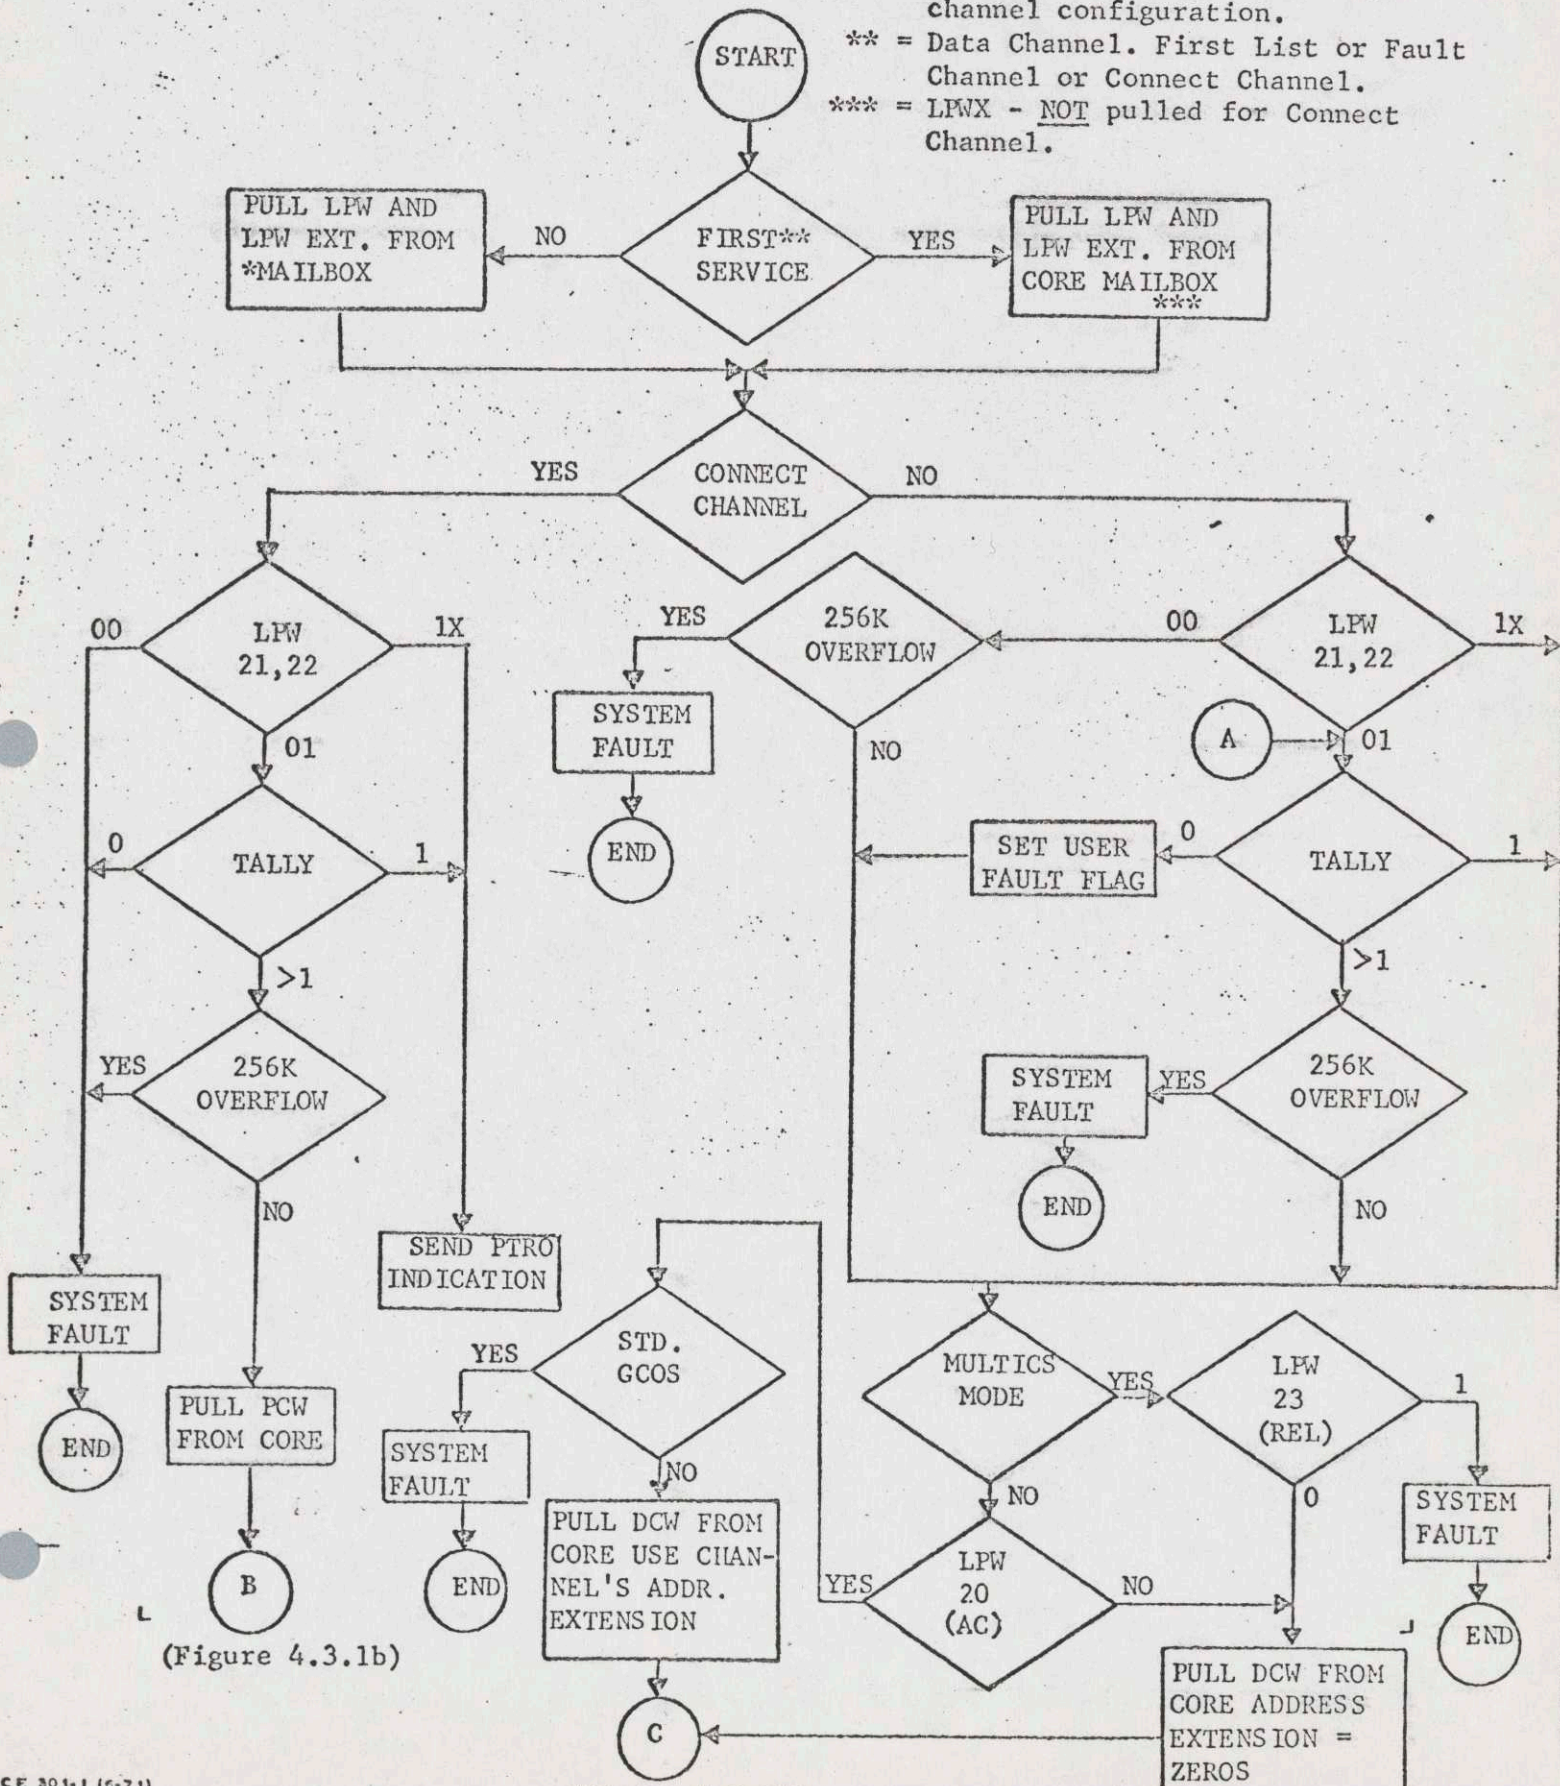 channel configuration.
** = Data Channel. First List or Fault
Channel or Connect Channel.
*** = LPWX - NOT pulled for Connect
Channel.
START
PULL LPW AND
LPW EXT. FROM
*MAILBOX
NO
FIRST**
SERVICE
YES
PULL LPW AND
LPW EXT. FROM
CORE MAILBOX
***
YES
CONNECT
CHANNEL
NO
00
LPW
21,22
1X
01
YES
256K
OVERFLOW
NO
SYSTEM
FAULT
END
00
LPW
21,22
1X
A
01
0
TALLY
1
>1
SET USER
FAULT FLAG
0
TALLY
1
>1
YES
256K
OVERFLOW
NO
SYSTEM
FAULT
YES
256K
OVERFLOW
END
NO
SYSTEM
FAULT
END
PULL PCW
FROM CORE
B
(Figure 4.3.1b)
SEND PTRO
INDICATION
YES
STD.
GCOS
NO
SYSTEM
FAULT
END
PULL DCW FROM
CORE USE CHAN-
NEL'S ADDR.
EXTENSION
C
MULTICS
MODE
YES
NO
LPW
23
(REL)
1
0
SYSTEM
FAULT
END
YES
LPW
20
(AC)
NO
PULL DCW FROM
CORE ADDRESS
EXTENSION =
ZEROS